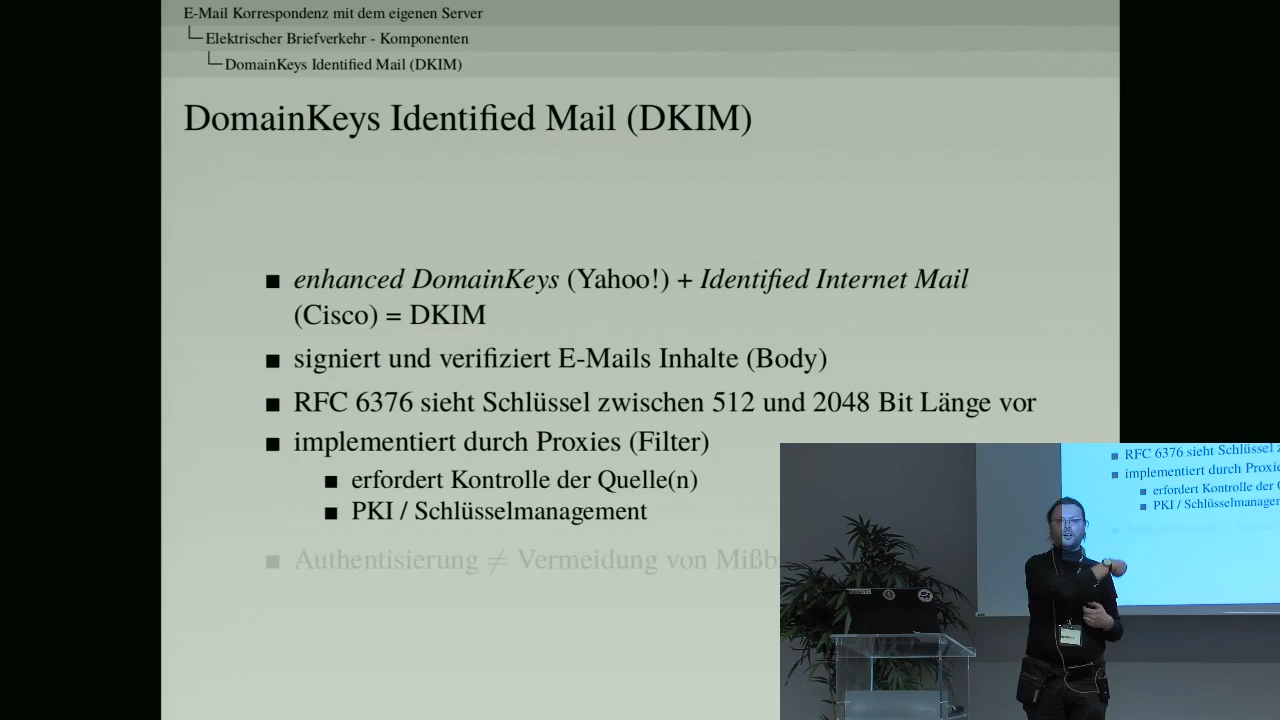 E-Mail Korrespondenz mit dem eigenen Server
Elektrischer Briefverkehr - Komponenten
DomainKeys Identified Mail (DKIM)
DomainKeys Identified Mail (DKIM)
enhanced DomainKeys (Yahoo!) + Identified Internet Mail
(Cisco) = DKIM
signiert und verifiziert E-Mails Inhalte (Body)
RFC 6376 sieht Schlüssel zwischen 512 und 2048 Bit Länge vor
implementiert durch Proxies (Filter)
erfordert Kontrolle der Quelle(n)
PKI / Schlüsselmanagement
Authentisierung ≠ Vermeidung von
RFC 6376 sieht Schlüssel
implementiert durch
erfordert Kontrolle der
PKI /